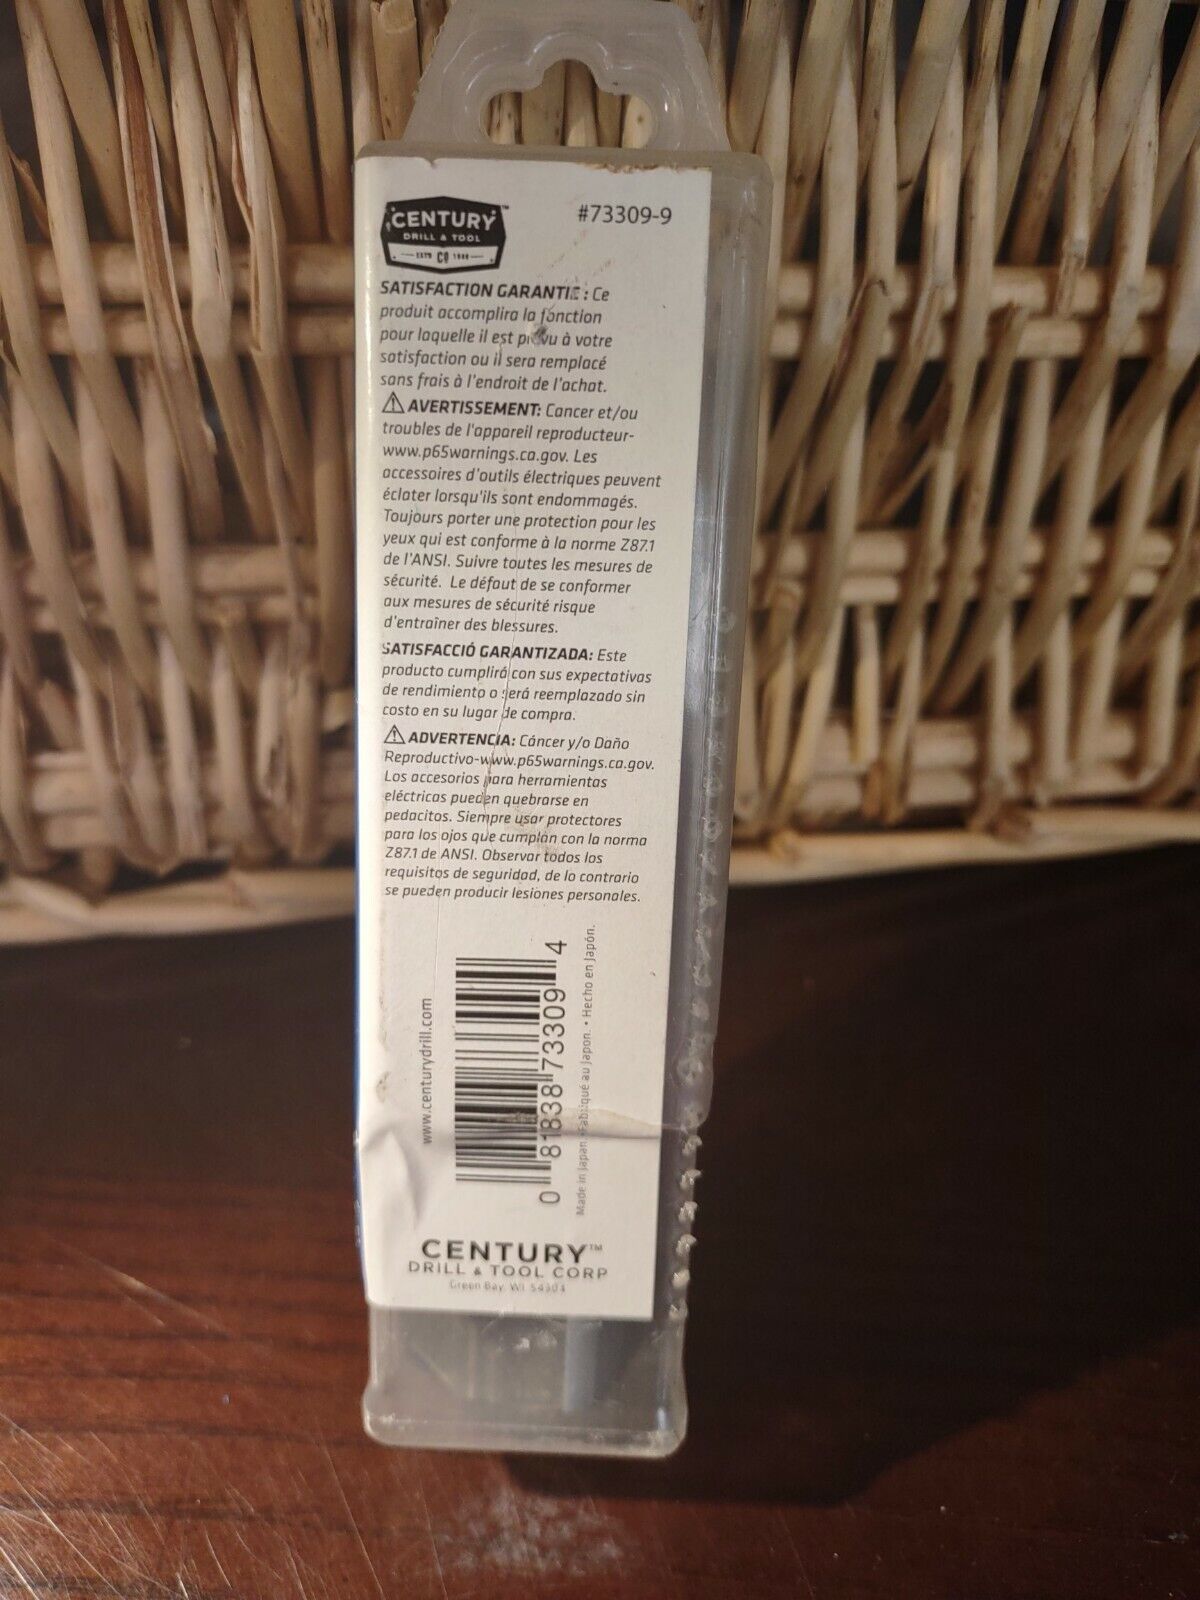 CENTURY™
DRILL & TOOL
ESTD CO
#73309-9
SATISFACTION GARANTIE : Ce
produit accomplira la fonction
pour laquelle il est prévu à votre
satisfaction ou il sera remplacé
sans frais à l'endroit de l'achat.
⚠ AVERTISSEMENT: Cancer et/ou
troubles de l'appareil reproducteur-
www.p65warnings.ca.gov. Les
accessoires d'outils électriques peuvent
éclater lorsqu'ils sont endommagés.
Toujours porter une protection pour les
yeux qui est conforme à la norme Z87.1
de l'ANSI. Suivre toutes les mesures de
sécurité. Le défaut de se conformer
aux mesures de sécurité risque
d'entraîner des blessures.
SATISFACCIÓ GARANTIZADA: Este
producto cumplirá con sus expectativas
de rendimiento o será reemplazado sin
costo en su lugar de compra.
⚠ ADVERTENCIA: Cáncer y/o Daño
Reproductivo-www.p65warnings.ca.gov.
Los accesorios para herramientas
eléctricas pueden quebrarse en
pedacitos. Siempre usar protectores
para los ojos que cumplan con la norma
Z87.1 de ANSI. Observar todos los
requisitos de seguridad, de lo contrario
se pueden producir lesiones personales.
www.centurydrill.com
0 81838 73309 4
Made in Japan. • Fabriqué au Japon. • Hecho en Japón.
CENTURY™
DRILL & TOOL CORP
Green Bay, WI 54304